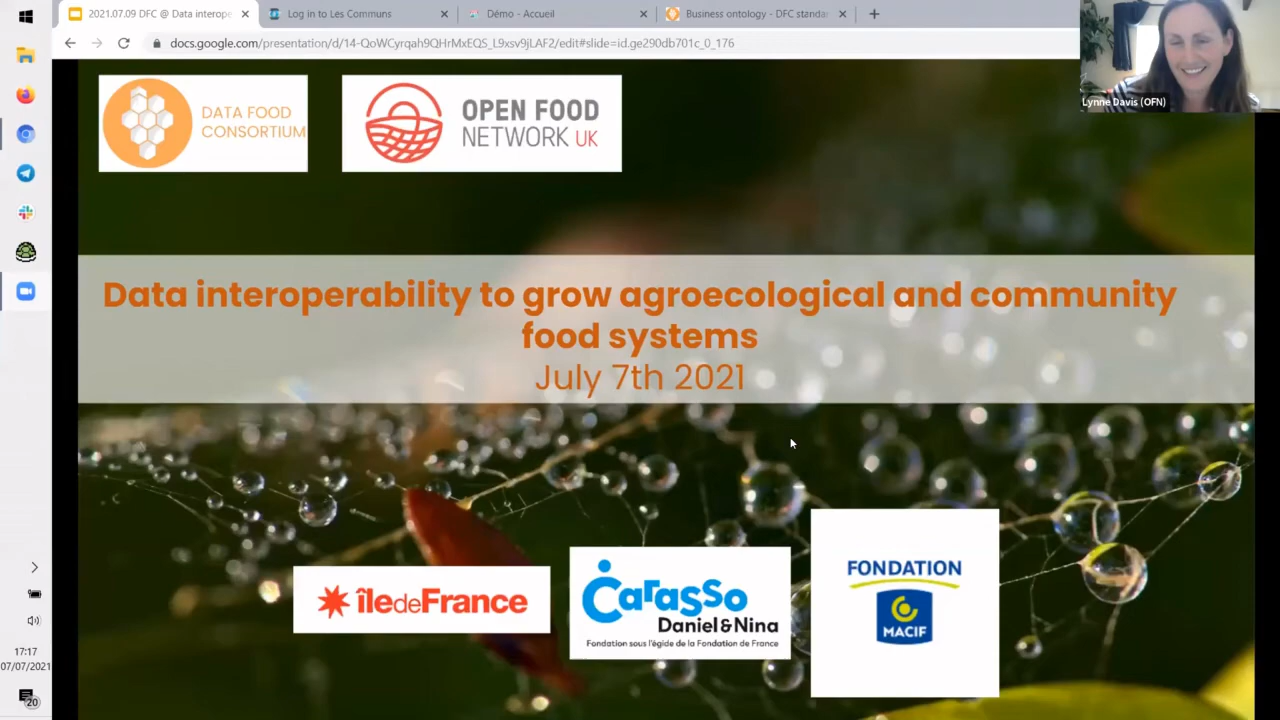 2021.07.09 DFC @ Data interope
Log in to Les Communs
Démo - Accueil
Business ontology - DFC standar
docs.google.com/presentation/d/14-QoWCyrqah9QHrMxEQS_L9xsv9jLAF2/edit#slide=id.ge290db701c_0_176
Lynne Davis (OFN)
DATA FOOD
CONSORTIUM
OPEN FOOD
NETWORK UK
Data interoperability to grow agroecological and community
food systems
July 7th 2021
îledeFrance
Carasso
Daniel & Nina
Fondation sous l'égide de la Fondation de France
FONDATION
MACIF
17:17
07/07/2021
20